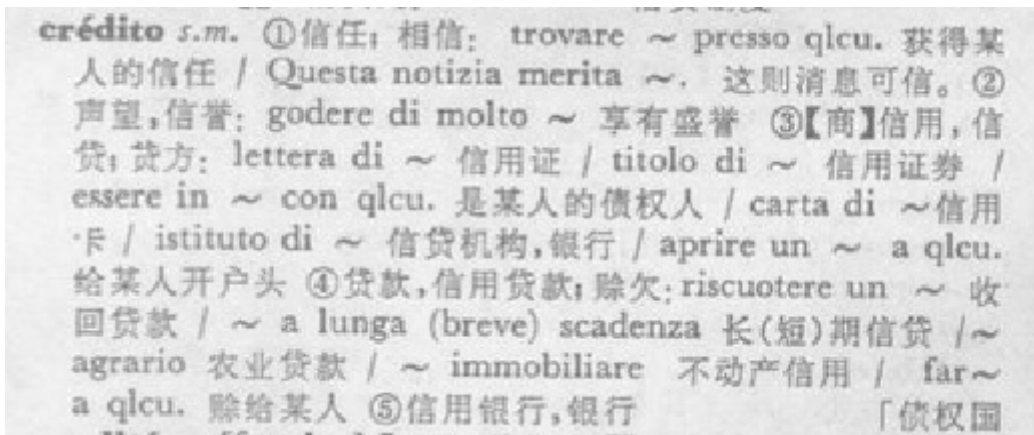 crédito s.m. ①信任; 相信: trovare ~ presso qlcu. 获得某
人的信任 / Questa notizia merita ~. 这则消息可信。②
声望,信誉: godere di molto ~ 享有盛誉 ③【商】信用, 信
贷; 贷方: lettera di ~ 信用证 / titolo di ~ 信用证券 /
essere in ~ con qlcu. 是某人的债权人 / carta di ~信用
卡 / istituto di ~ 信贷机构,银行 / aprire un ~ a qlcu.
给某人开户头 ④贷款,信用贷款; 赊欠: riscuotere un ~ 收
回贷款 / ~ a lunga (breve) scadenza 长(短)期信贷 /~
agrario 农业贷款 / ~ immobiliare 不动产信用 / far~
a qlcu. 赊给某人 ⑤信用银行,银行 「债权国